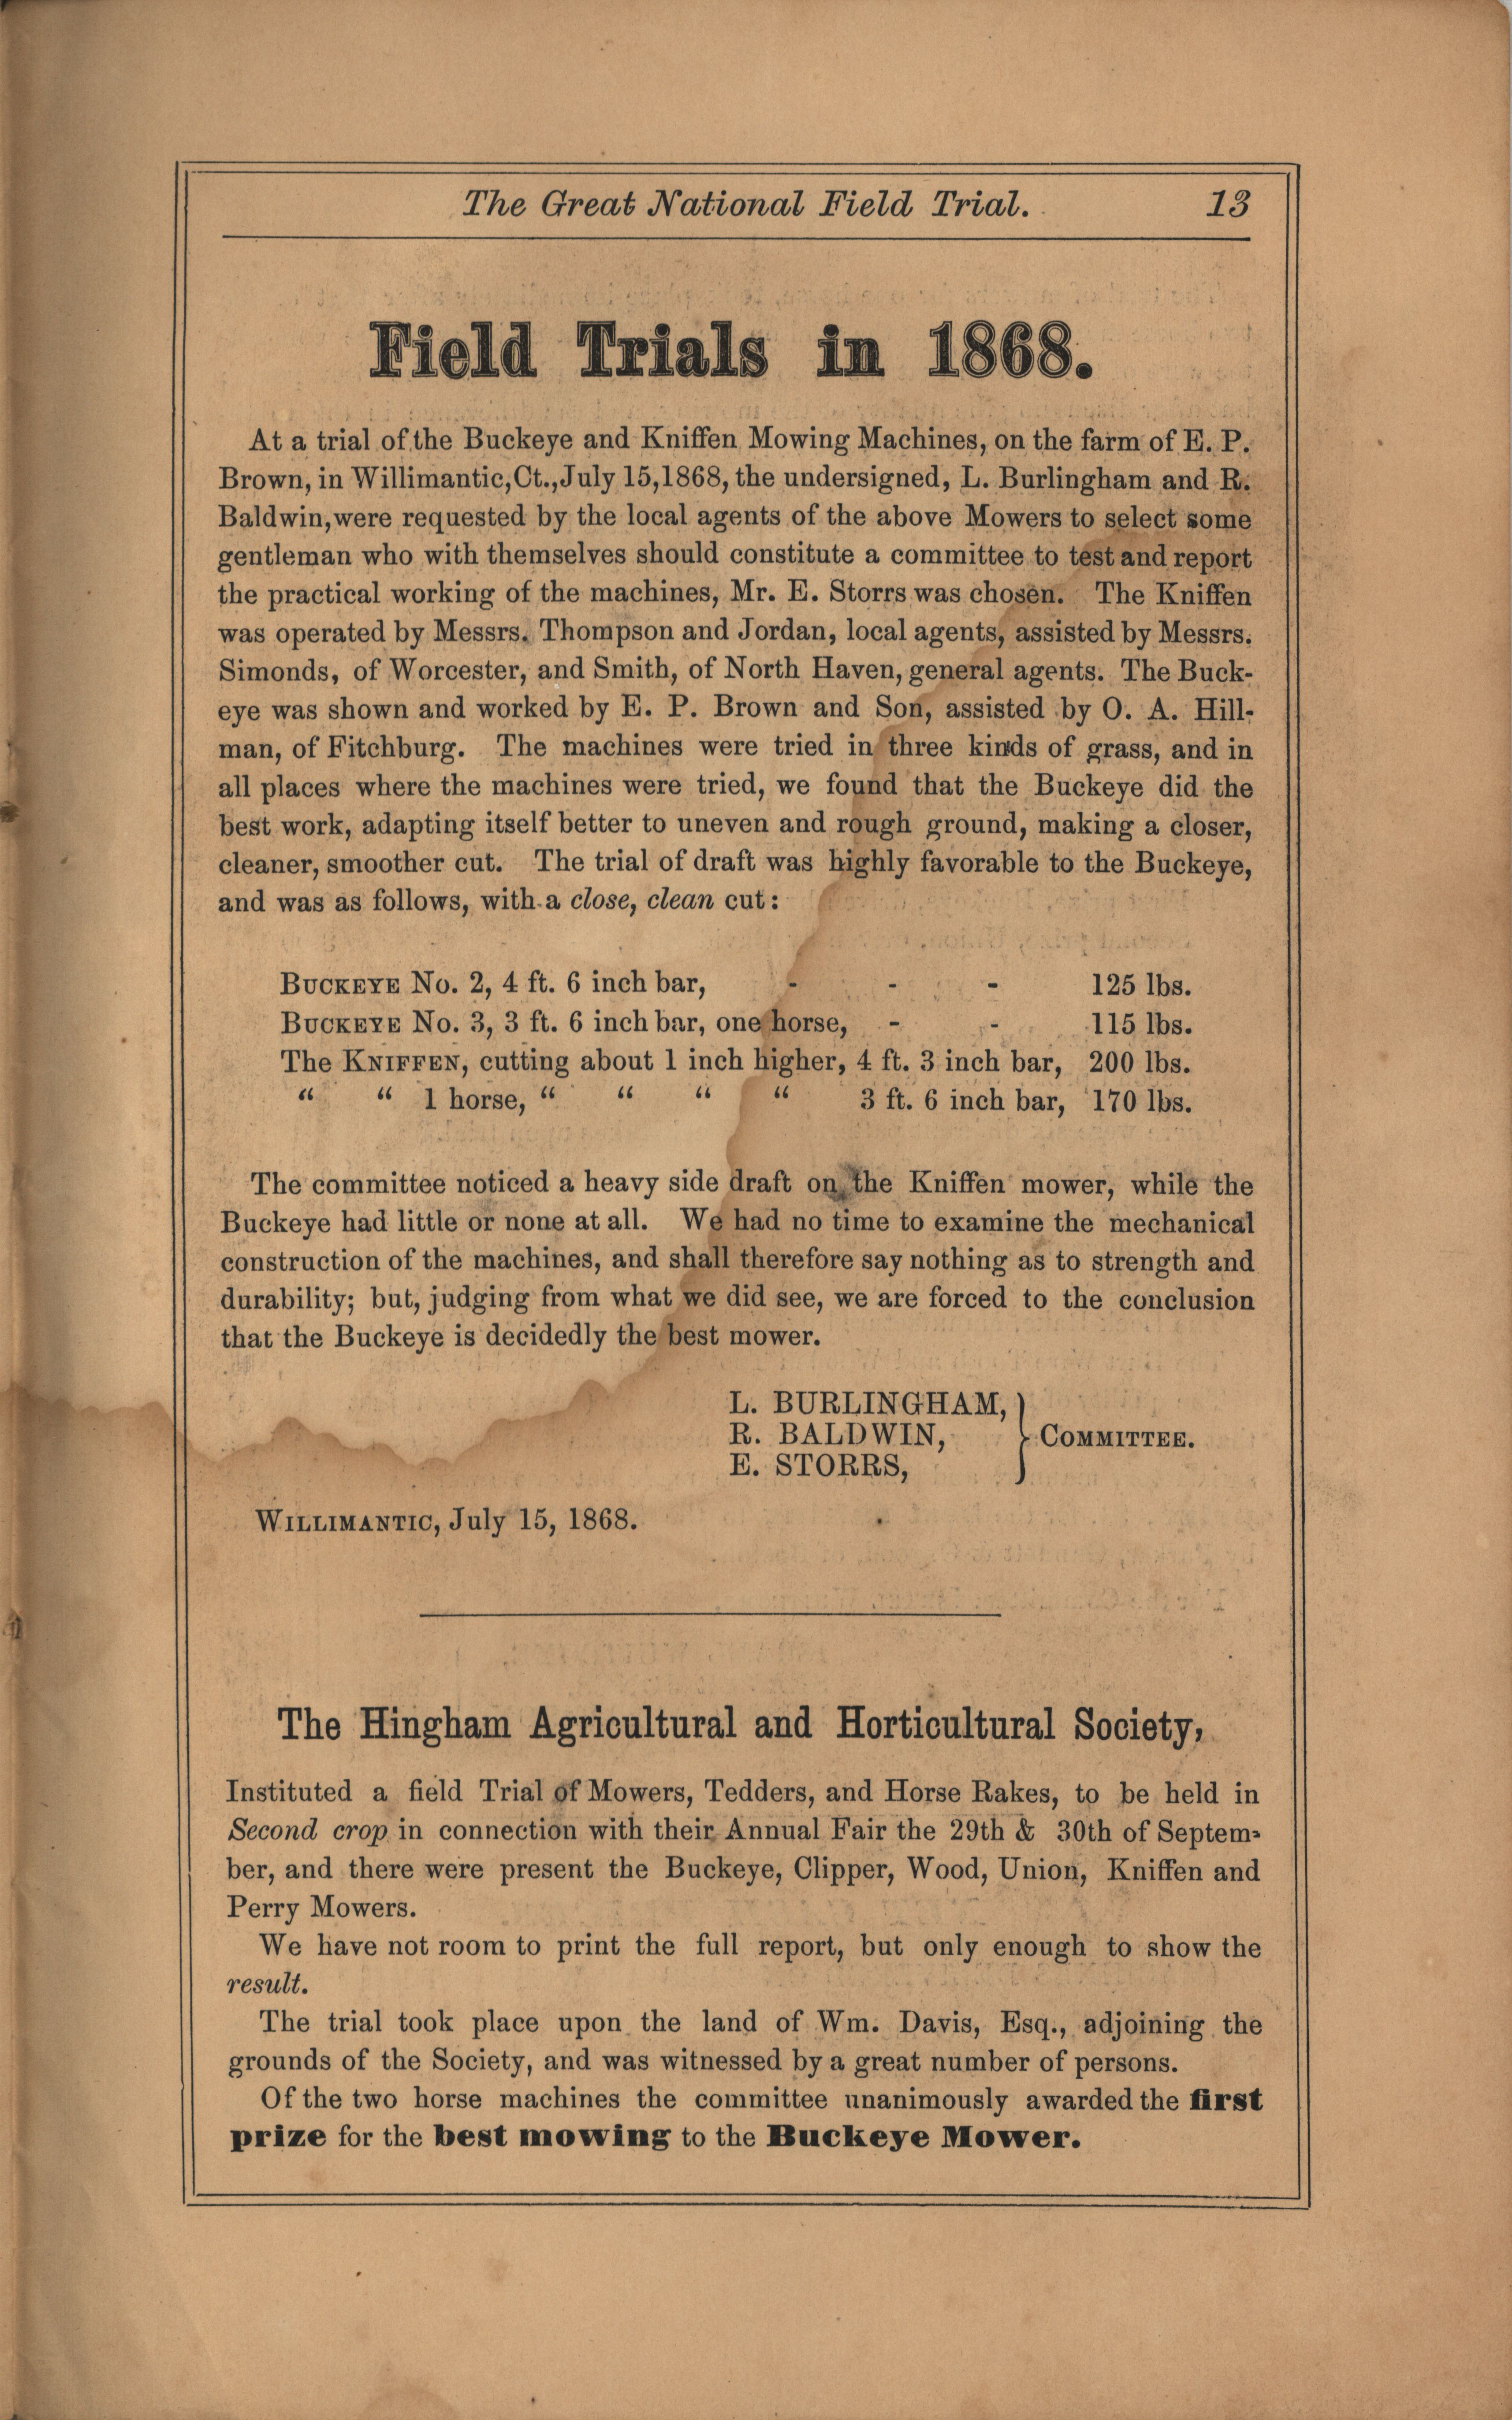 The Great National Field Trial. 13
Field Trials in 1868.
At a trial of the Buckeye and Kniffen Mowing Machines, on the farm of E. P.
Brown, in Willimantic, Ct., July 15, 1868, the undersigned, L. Burlingham and R.
Baldwin, were requested by the local agents of the above Mowers to select some
gentleman who with themselves should constitute a committee to test and report
the practical working of the machines, Mr. E. Storrs was chosen. The Kniffen
was operated by Messrs. Thompson and Jordan, local agents, assisted by Messrs.
Simonds, of Worcester, and Smith, of North Haven, general agents. The Buck-
eye was shown and worked by E. P. Brown and Son, assisted by O. A. Hill-
man, of Fitchburg. The machines were tried in three kinds of grass, and in
all places where the machines were tried, we found that the Buckeye did the
best work, adapting itself better to uneven and rough ground, making a closer,
cleaner, smoother cut. The trial of draft was highly favorable to the Buckeye,
and was as follows, with a close, clean cut:
BUCKEYE No. 2, 4 ft. 6 inch bar, - - - 125 lbs.
BUCKEYE No. 3, 3 ft. 6 inch bar, one horse, - - 115 lbs.
The KNIFFEN, cutting about 1 inch higher, 4 ft. 3 inch bar, 200 lbs.
“ “ 1 horse, “ “ “ “ 3 ft. 6 inch bar, 170 lbs.
The committee noticed a heavy side draft on the Kniffen mower, while the
Buckeye had little or none at all. We had no time to examine the mechanical
construction of the machines, and shall therefore say nothing as to strength and
durability; but, judging from what we did see, we are forced to the conclusion
that the Buckeye is decidedly the best mower.
L. BURLINGHAM,
R. BALDWIN, } COMMITTEE.
E. STORRS,
WILLIMANTIC, July 15, 1868.
The Hingham Agricultural and Horticultural Society,
Instituted a field Trial of Mowers, Tedders, and Horse Rakes, to be held in
Second crop in connection with their Annual Fair the 29th & 30th of Septem-
ber, and there were present the Buckeye, Clipper, Wood, Union, Kniffen and
Perry Mowers.
We have not room to print the full report, but only enough to show the
result.
The trial took place upon the land of Wm. Davis, Esq., adjoining the
grounds of the Society, and was witnessed by a great number of persons.
Of the two horse machines the committee unanimously awarded the first
prize for the best mowing to the Buckeye Mower.